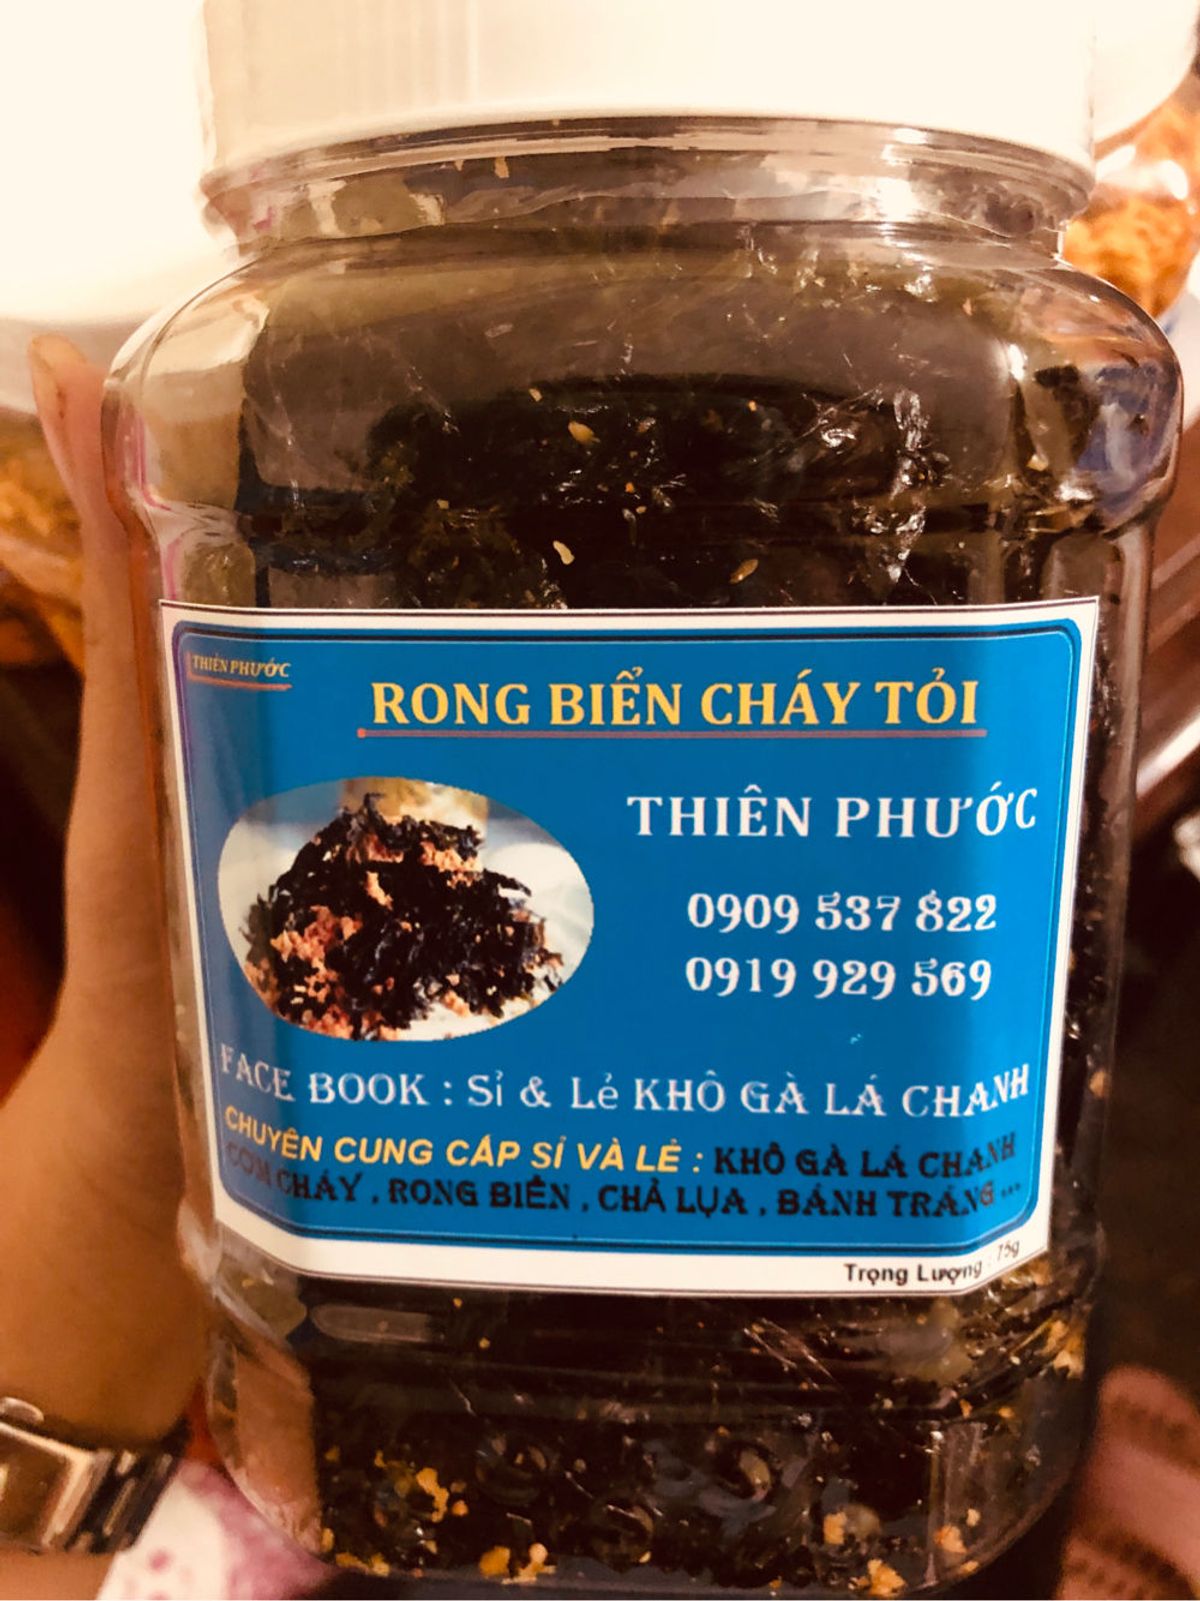 THIÊN PHƯỚC
RONG BIỂN CHÁY TỎI
THIÊN PHƯỚC
0909 537 822
0919 929 569
FACE BOOK : Sỉ & Lẻ KHÔ GÀ LÁ CHANH
CHUYÊN CUNG CẤP SỈ VÀ LẺ : KHÔ GÀ LÁ CHANH
CƠM CHÁY , RONG BIỂN , CHẢ LỤA , BÁNH TRÁNG ...
Trọng Lượng : 75g